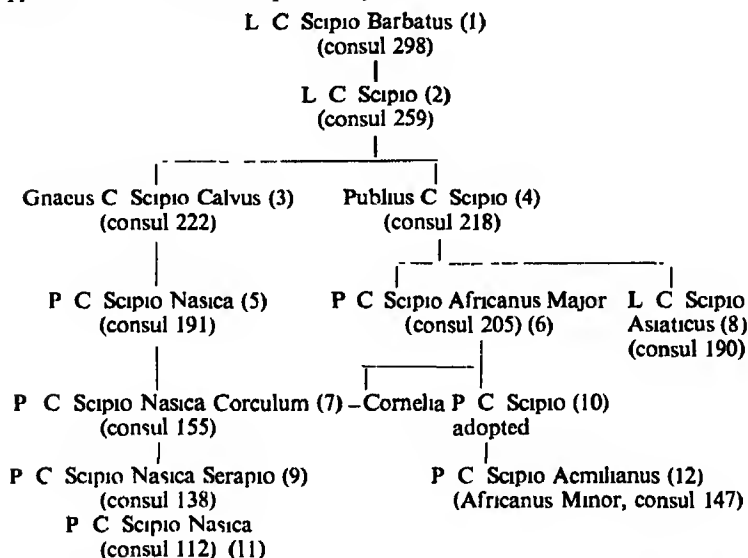 L C Scipio Barbatus (1)
(consul 298)
L C Scipio (2)
(consul 259)
Gnacus C Scipio Calvus (3) Publius C Scipio (4)
(consul 222) (consul 218)
P C Scipio Nasica (5) P C Scipio Africanus Major L C Scipio
(consul 191) (consul 205) (6) Asiaticus (8)
(consul 190)
P C Scipio Nasica Corculum (7) – Cornelia P C Scipio (10)
(consul 155) adopted
P C Scipio Nasica Serapio (9) P C Scipio Acmilianus (12)
(consul 138) (Africanus Minor, consul 147)
P C Scipio Nasica
(consul 112) (11)